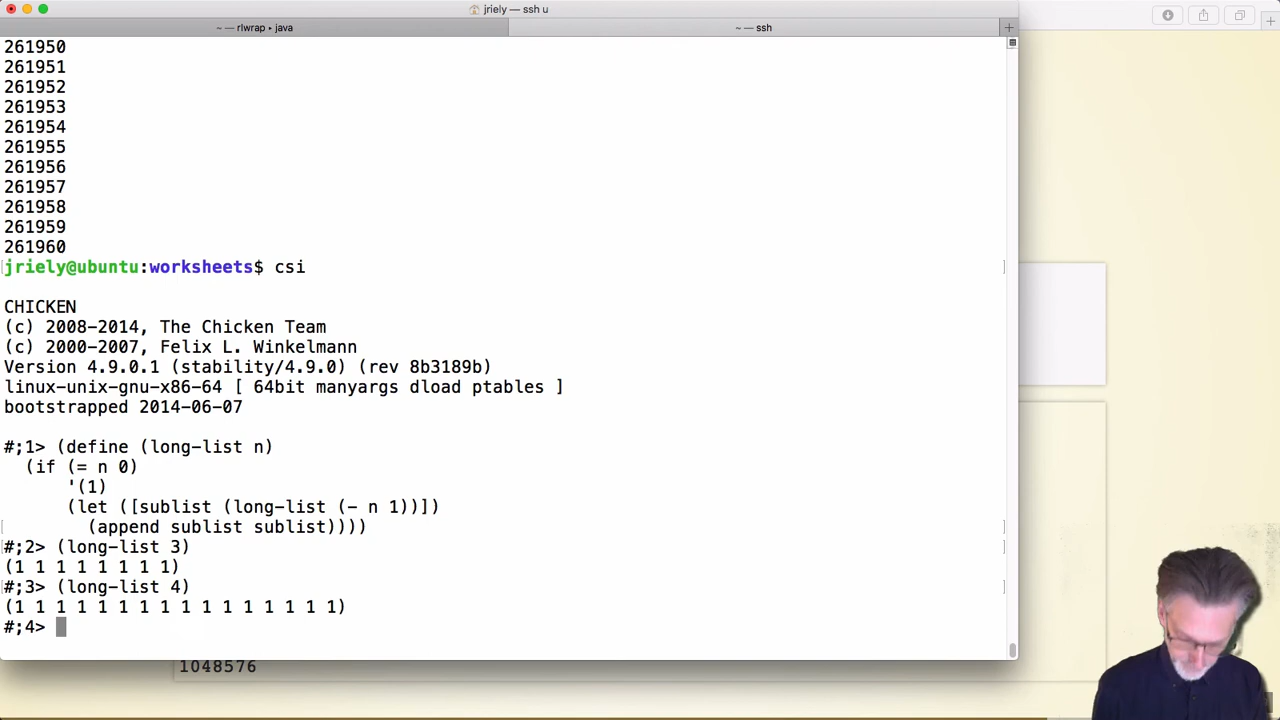 jriely — ssh u
~ — rlwrap • java
~ — ssh
261950
261951
261952
261953
261954
261955
261956
261957
261958
261959
261960
jriely@ubuntu:worksheets$ csi
CHICKEN
(c) 2008-2014, The Chicken Team
(c) 2000-2007, Felix L. Winkelmann
Version 4.9.0.1 (stability/4.9.0) (rev 8b3189b)
linux-unix-gnu-x86-64 [ 64bit manyargs dload ptables ]
bootstrapped 2014-06-07
#;1> (define (long-list n)
(if (= n 0)
'(1)
(let ([sublist (long-list (- n 1))])
(append sublist sublist))))
#;2> (long-list 3)
(1 1 1 1 1 1 1 1)
#;3> (long-list 4)
(1 1 1 1 1 1 1 1 1 1 1 1 1 1 1 1)
#;4>
1048576